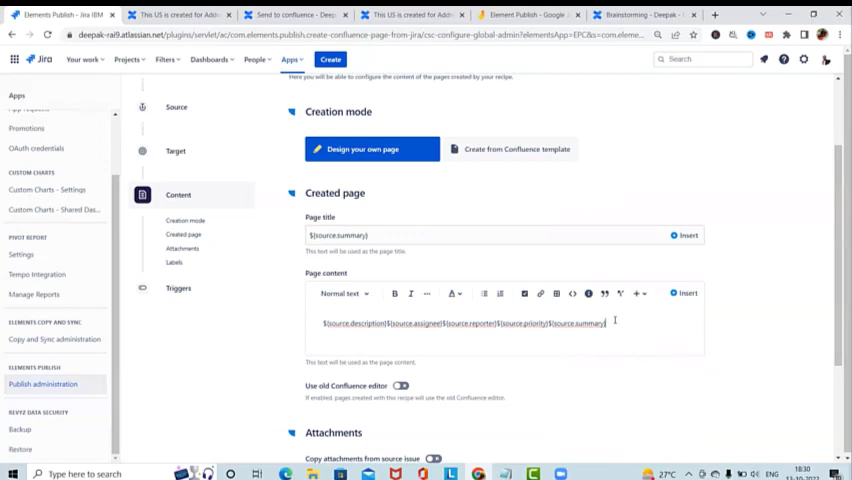 Elements Publish - Jira IBM
This US is created for Adde
Send to confluence - Deep
This US is created for Adde
Element Publish - Google A
Brainstorming - Deepak - 
deepak-rai9.atlassian.net/plugins/servlet/ac/com.elements.publish.create-confluence-page-from-jira/csc-configure-global-admin?elementsApp=EPC&s=com,eleme...
Jira IBM
Your work
Projects
Filters
Dashboards
People
Apps
Create
Search
Apps
App requests
Promotions
OAuth credentials
CUSTOM CHARTS
Custom Charts - Settings
Custom Charts - Shared Das...
PIVOT REPORT
Settings
Tempo Integration
Manage Reports
ELEMENTS COPY AND SYNC
Copy and Sync administration
ELEMENTS PUBLISH
Publish administration
REVYZ DATA SECURITY
Backup
Restore
Source
Target
Content
Creation mode
Created page
Attachments
Labels
Triggers
Here you will be able to configure the content of the pages created by your recipe.
Creation mode
Design your own page
Create from Confluence template
Created page
Page title
${source.summary}
Insert
This text will be used as the page title.
Page content
Normal text
B
I
A
Insert
${source.description}${source.assignee}${source.reporter}${source.priority}${source.summary}
This text will be used as the page content.
Use old Confluence editor
If enabled, pages created with this recipe will use the old Confluence editor.
Attachments
Copy attachments from source issue
Type here to search
27°C
ENG
18:30
13-10-2022